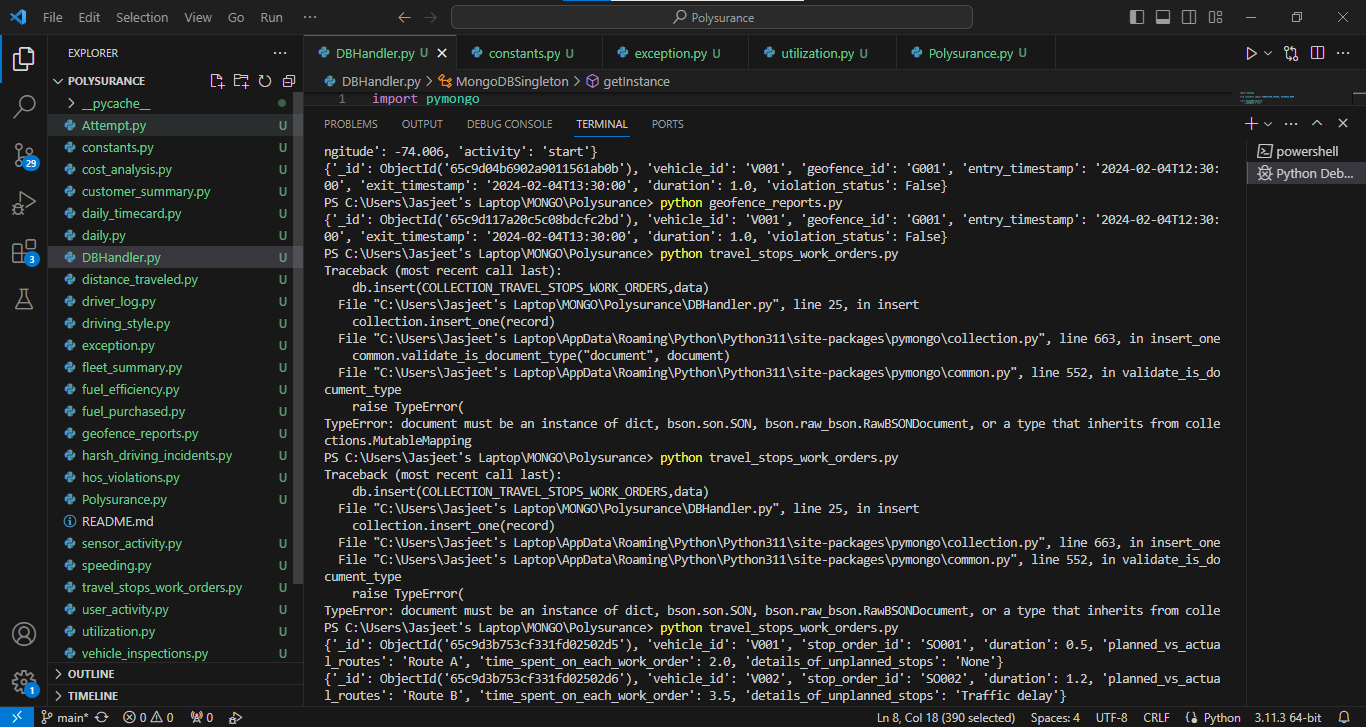 File Edit Selection View Go Run ··· Polysurance
EXPLORER ···
POLYSURANCE
__pycache__
Attempt.py U
constants.py U
cost_analysis.py U
customer_summary.py U
daily_timecard.py U
daily.py U
DBHandler.py U
distance_traveled.py U
driver_log.py U
driving_style.py U
exception.py U
fleet_summary.py U
fuel_efficiency.py U
fuel_purchased.py U
geofence_reports.py U
harsh_driving_incidents.py U
hos_violations.py U
Polysurance.py U
README.md
sensor_activity.py U
speeding.py U
travel_stops_work_orders.py U
user_activity.py U
utilization.py U
vehicle_inspections.py U
OUTLINE
TIMELINE
29
3
1
DBHandler.py U constants.py U exception.py U utilization.py U Polysurance.py U
DBHandler.py > MongoDBSingleton > getInstance
1 import pymongo
PROBLEMS OUTPUT DEBUG CONSOLE TERMINAL PORTS
powershell
Python Deb...
ngitude': -74.006, 'activity': 'start'}
{'_id': ObjectId('65c9d04b6902a9011561ab0b'), 'vehicle_id': 'V001', 'geofence_id': 'G001', 'entry_timestamp': '2024-02-04T12:30:
00', 'exit_timestamp': '2024-02-04T13:30:00', 'duration': 1.0, 'violation_status': False}
PS C:\Users\Jasjeet's Laptop\MONGO\Polysurance> python geofence_reports.py
{'_id': ObjectId('65c9d117a20c5c08bdcfc2bd'), 'vehicle_id': 'V001', 'geofence_id': 'G001', 'entry_timestamp': '2024-02-04T12:30:
00', 'exit_timestamp': '2024-02-04T13:30:00', 'duration': 1.0, 'violation_status': False}
PS C:\Users\Jasjeet's Laptop\MONGO\Polysurance> python travel_stops_work_orders.py
Traceback (most recent call last):
db.insert(COLLECTION_TRAVEL_STOPS_WORK_ORDERS,data)
File "C:\Users\Jasjeet's Laptop\MONGO\Polysurance\DBHandler.py", line 25, in insert
collection.insert_one(record)
File "C:\Users\Jasjeet's Laptop\AppData\Roaming\Python\Python311\site-packages\pymongo\collection.py", line 663, in insert_one
common.validate_is_document_type("document", document)
File "C:\Users\Jasjeet's Laptop\AppData\Roaming\Python\Python311\site-packages\pymongo\common.py", line 552, in validate_is_do
cument_type
raise TypeError(
TypeError: document must be an instance of dict, bson.son.SON, bson.raw_bson.RawBSONDocument, or a type that inherits from colle
ctions.MutableMapping
PS C:\Users\Jasjeet's Laptop\MONGO\Polysurance> python travel_stops_work_orders.py
Traceback (most recent call last):
db.insert(COLLECTION_TRAVEL_STOPS_WORK_ORDERS,data)
File "C:\Users\Jasjeet's Laptop\MONGO\Polysurance\DBHandler.py", line 25, in insert
collection.insert_one(record)
File "C:\Users\Jasjeet's Laptop\AppData\Roaming\Python\Python311\site-packages\pymongo\collection.py", line 663, in insert_one
File "C:\Users\Jasjeet's Laptop\AppData\Roaming\Python\Python311\site-packages\pymongo\common.py", line 552, in validate_is_do
cument_type
raise TypeError(
TypeError: document must be an instance of dict, bson.son.SON, bson.raw_bson.RawBSONDocument, or a type that inherits from colle
PS C:\Users\Jasjeet's Laptop\MONGO\Polysurance> python travel_stops_work_orders.py
{'_id': ObjectId('65c9d3b753cf331fd02502d5'), 'vehicle_id': 'V001', 'stop_order_id': 'SO001', 'duration': 0.5, 'planned_vs_actua
l_routes': 'Route A', 'time_spent_on_each_work_order': 2.0, 'details_of_unplanned_stops': 'None'}
{'_id': ObjectId('65c9d3b753cf331fd02502d6'), 'vehicle_id': 'V002', 'stop_order_id': 'SO002', 'duration': 1.2, 'planned_vs_actua
l_routes': 'Route B', 'time_spent_on_each_work_order': 3.5, 'details_of_unplanned_stops': 'Traffic delay'}
main* 0 0 0 Ln 8, Col 18 (390 selected) Spaces: 4 UTF-8 CRLF Python 3.11.3 64-bit